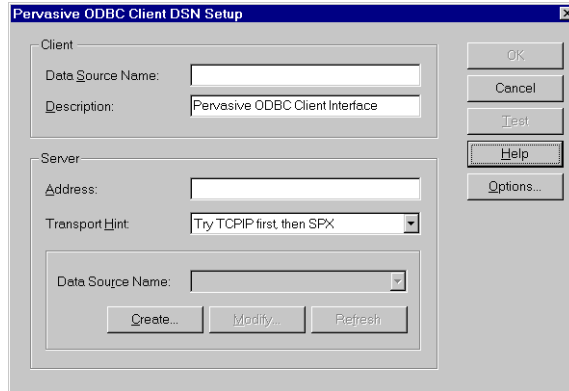 Pervasive ODBC Client DSN Setup
Client
Data Source Name:
Description:
Pervasive ODBC Client Interface
OK
Cancel
Test
Help
Options...
Server
Address:
Transport Hint:
Try TCPIP first, then SPX
Data Source Name:
Create...
Modify...
Refresh